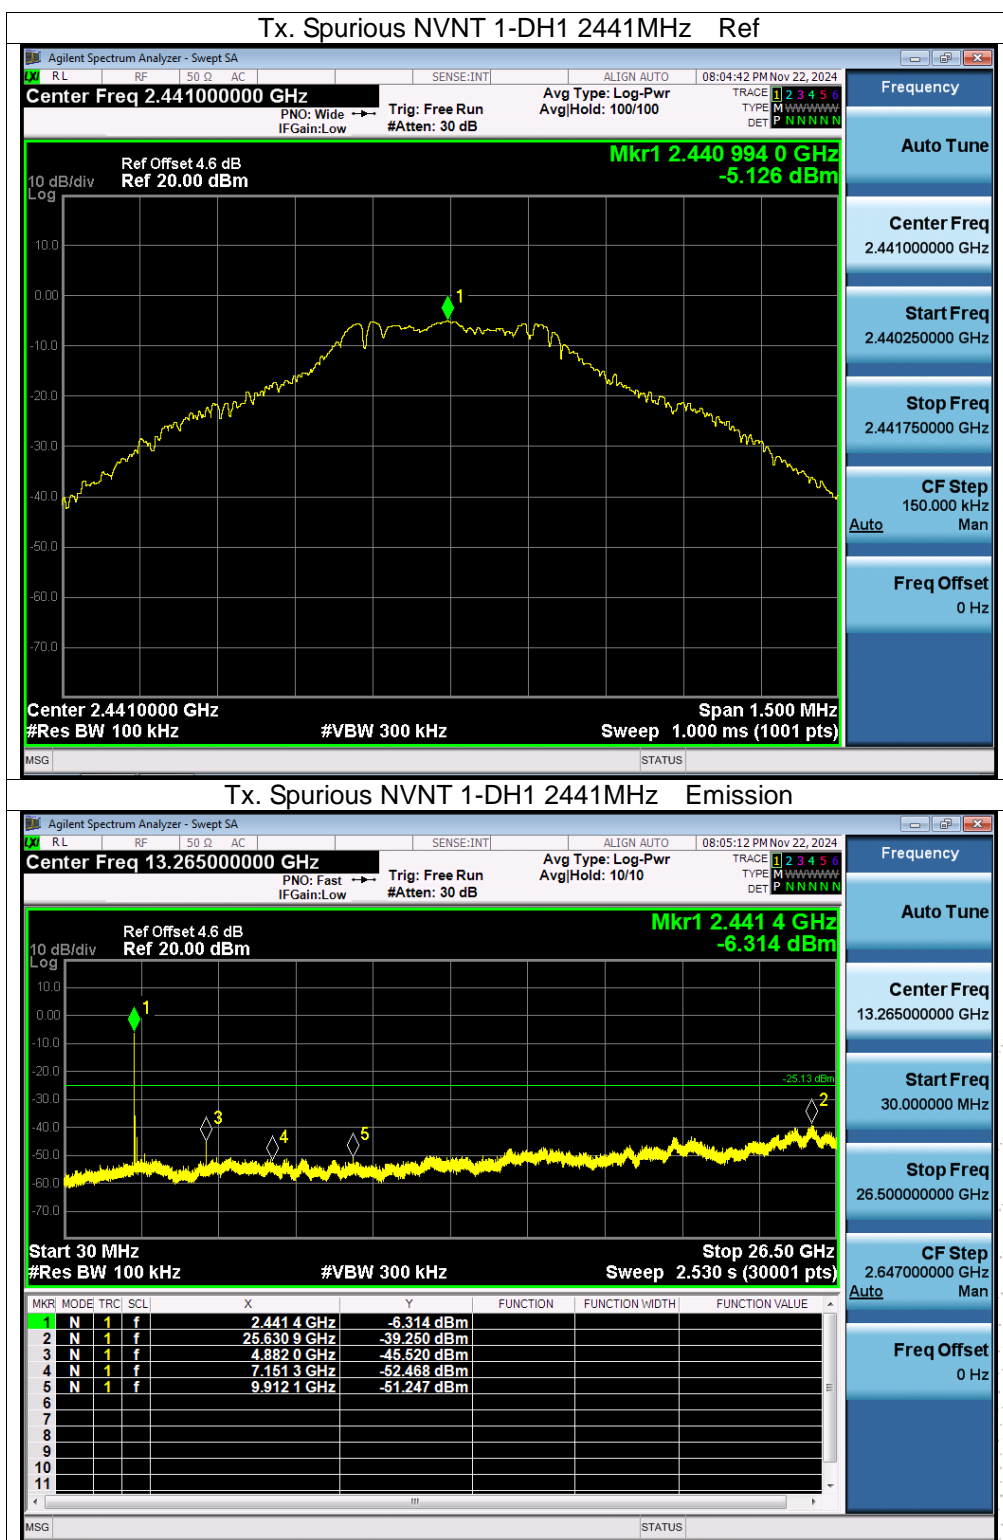 Tx. Spurious NVNT 1-DH1 2441MHz Ref
Agilent Spectrum Analyzer - Swept SA
LXI RL RF 50 Ω AC SENSE:INT ALIGN AUTO 08:04:42 PM Nov 22, 2024
Center Freq 2.441000000 GHz
PNO: Wide
IFGain:Low
Trig: Free Run
#Atten: 30 dB
Avg Type: Log-Pwr
Avg|Hold: 100/100
TRACE 1 2 3 4 5 6
TYPE M W W W W W
DET P N N N N N
Frequency
Auto Tune
Center Freq
2.441000000 GHz
Start Freq
2.440250000 GHz
Stop Freq
2.441750000 GHz
CF Step
150.000 kHz
Auto Man
Freq Offset
0 Hz
Mkr1 2.440 994 0 GHz
-5.126 dBm
Ref Offset 4.6 dB
10 dB/div Ref 20.00 dBm
Log
10.0
0.00
-10.0
-20.0
-30.0
-40.0
-50.0
-60.0
-70.0
1
Center 2.4410000 GHz Span 1.500 MHz
#Res BW 100 kHz #VBW 300 kHz Sweep 1.000 ms (1001 pts)
MSG STATUS
Tx. Spurious NVNT 1-DH1 2441MHz Emission
Agilent Spectrum Analyzer - Swept SA
LXI RL RF 50 Ω AC SENSE:INT ALIGN AUTO 08:05:12 PM Nov 22, 2024
Center Freq 13.265000000 GHz
PNO: Fast
IFGain:Low
Trig: Free Run
#Atten: 30 dB
Avg Type: Log-Pwr
Avg|Hold: 10/10
TRACE 1 2 3 4 5 6
TYPE M W W W W W
DET P N N N N N
Frequency
Auto Tune
Center Freq
13.265000000 GHz
Start Freq
30.000000 MHz
Stop Freq
26.500000000 GHz
CF Step
2.647000000 GHz
Auto Man
Freq Offset
0 Hz
Mkr1 2.441 4 GHz
-6.314 dBm
Ref Offset 4.6 dB
10 dB/div Ref 20.00 dBm
Log
10.0
0.00
-10.0
-20.0
-30.0
-40.0
-50.0
-60.0
-70.0
1
-25.13 dBm
2
3
4
5
Start 30 MHz Stop 26.50 GHz
#Res BW 100 kHz #VBW 300 kHz Sweep 2.530 s (30001 pts)
MKR MODE TRC SCL X Y FUNCTION FUNCTION WIDTH FUNCTION VALUE
1 N 1 f 2.441 4 GHz -6.314 dBm
2 N 1 f 25.630 9 GHz -39.250 dBm
3 N 1 f 4.882 0 GHz -45.520 dBm
4 N 1 f 7.151 3 GHz -52.468 dBm
5 N 1 f 9.912 1 GHz -51.247 dBm
6
7
8
9
10
11
MSG STATUS